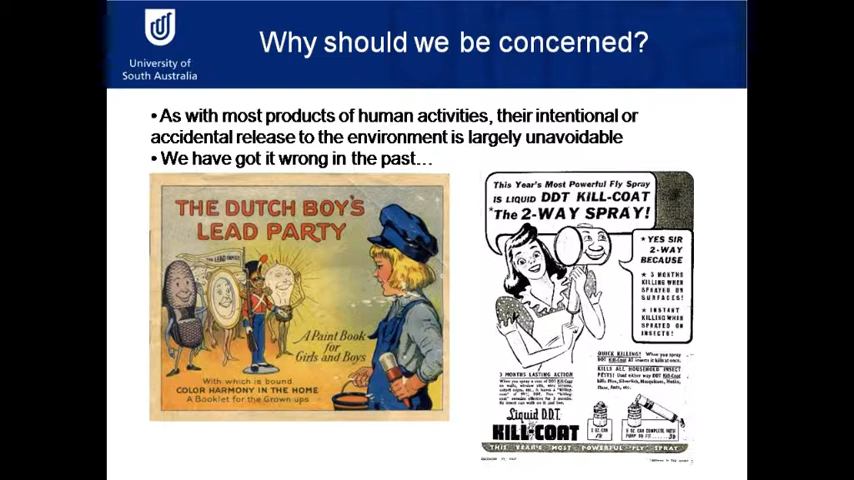 University of
South Australia
Why should we be concerned?
• As with most products of human activities, their intentional or
accidental release to the environment is largely unavoidable
• We have got it wrong in the past…
THE DUTCH BOY'S
LEAD PARTY
A Paint Book
for
Girls and Boys
With which is bound
COLOR HARMONY IN THE HOME
A Booklet for the Grown ups
This Year's Most Powerful Fly Spray
IS LIQUID DDT KILL-COAT
*The 2-WAY SPRAY!
★ YES SIR
2-WAY
BECAUSE
★ 3 MONTHS
KILLING WHEN
SPRAYED ON
SURFACES!
★ INSTANT
KILLING WHEN
SPRAYED ON
INSECTS!
3 MONTHS LASTING ACTION
QUICK KILLING! When you spray
KILLS ALL HOUSEHOLD INSECT
PESTS!
Liquid D.D.T.
KILL-COAT
THIS YEAR'S MOST POWERFUL "FLY" SPRAY